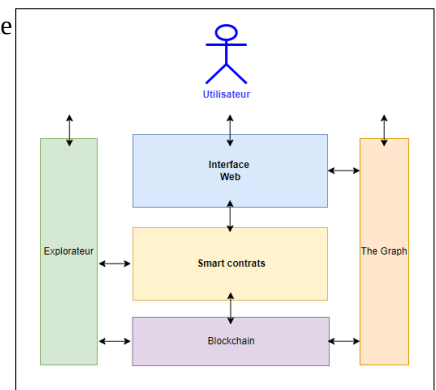 e
Utilisateur
Interface
Web
Explorateur
Smart contrats
The Graph
Blockchain